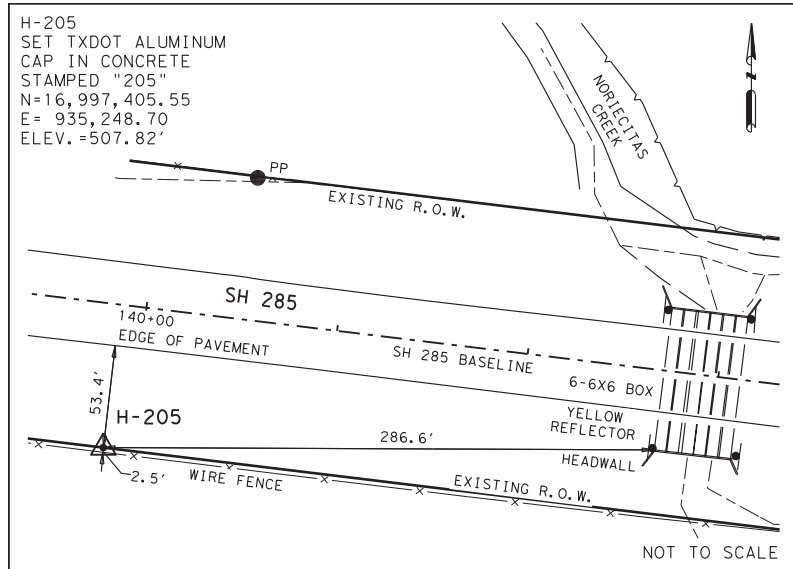 H-205
SET TXDOT ALUMINUM
CAP IN CONCRETE
STAMPED "205"
N=16,997,405.55
E= 935,248.70
ELEV.=507.82'
NORIECITAS
CREEK
N
PP
EXISTING R.O.W.
SH 285
140+00
EDGE OF PAVEMENT
SH 285 BASELINE
6-6X6 BOX
53.4'
H-205
YELLOW
REFLECTOR
286.6'
HEADWALL
2.5'
WIRE FENCE
EXISTING R.O.W.
NOT TO SCALE